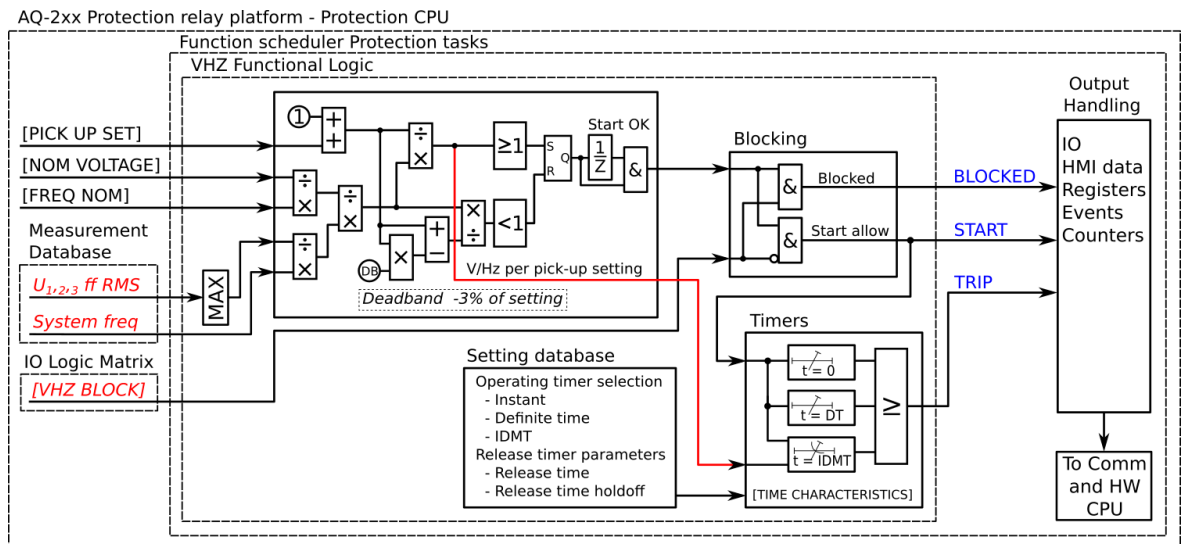 AQ-2xx Protection relay platform - Protection CPU
Function scheduler Protection tasks
VHZ Functional Logic
[PICK UP SET]
[NOM VOLTAGE]
[FREQ NOM]
Measurement
Database
U1,2,3 ff RMS
System freq
IO Logic Matrix
[VHZ BLOCK]
MAX
1
+
+
÷
×
÷
×
÷
×
÷
×
DB
×
+
−
×
÷
≥1
<1
S
R
Q
Start OK
1
Z
&
V/Hz per pick-up setting
Deadband -3% of setting
Blocking
&
Blocked
&
Start allow
BLOCKED
START
TRIP
Setting database
Operating timer selection
- Instant
- Definite time
- IDMT
Release timer parameters
- Release time
- Release time holdoff
Timers
t = 0
t = DT
t = IDMT
≥
[TIME CHARACTERISTICS]
Output
Handling
IO
HMI data
Registers
Events
Counters
To Comm
and HW
CPU